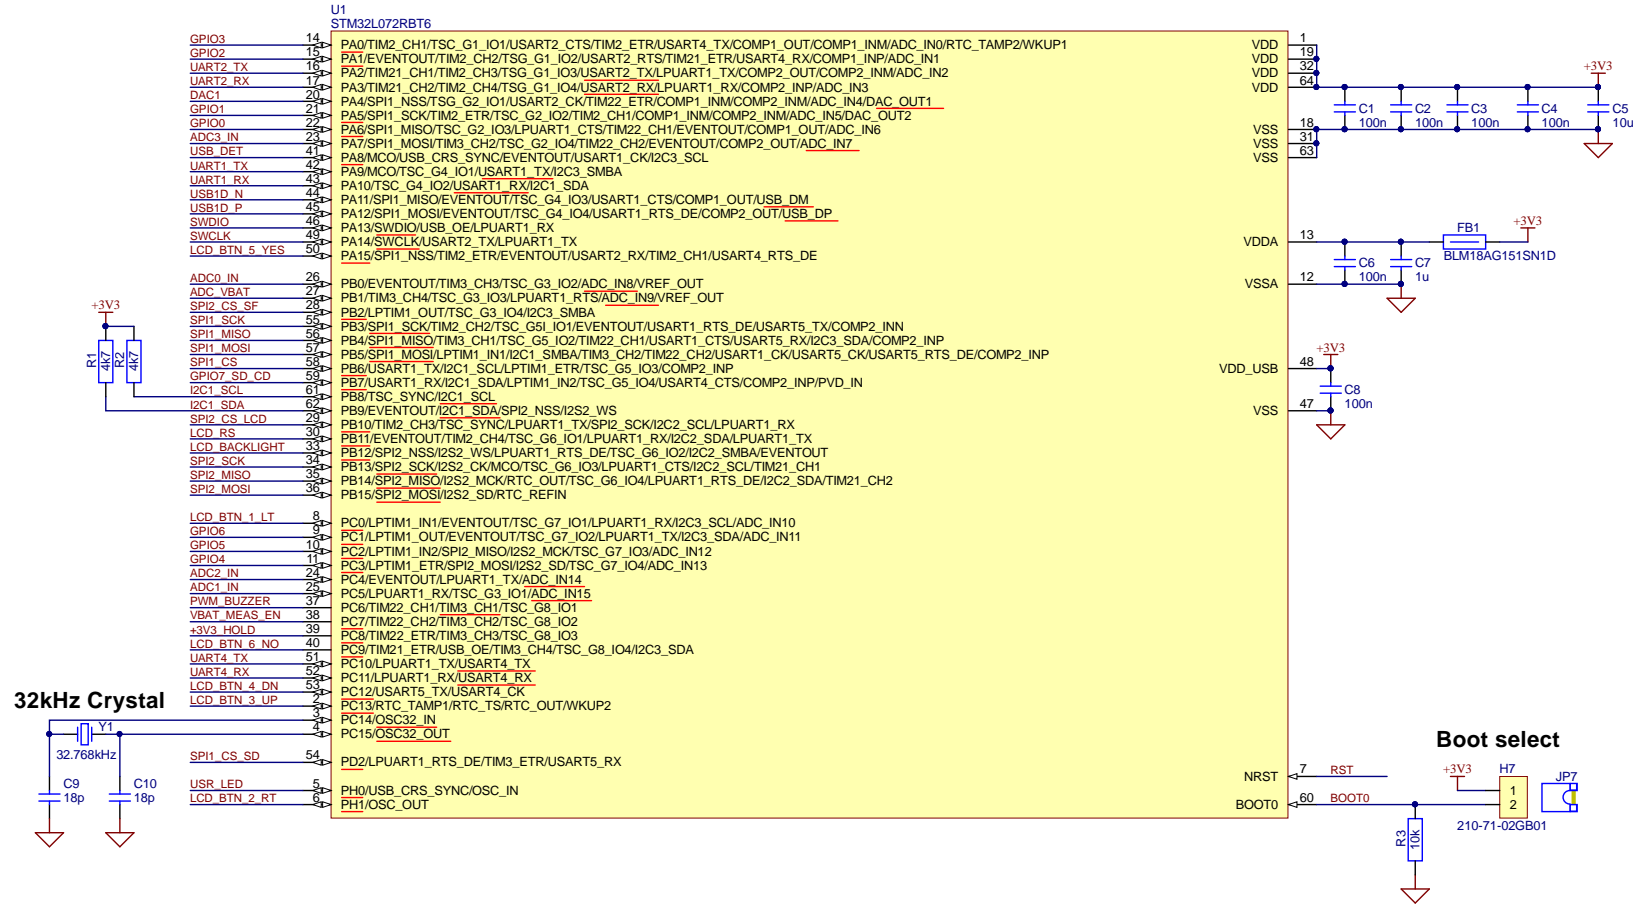 U1
STM32L072RBT6
GPIO3 14 PA0/TIM2_CH1/TSC_G1_IO1/USART2_CTS/TIM2_ETR/USART4_TX/COMP1_OUT/COMP1_INM/ADC_IN0/RTC_TAMP2/WKUP1
GPIO2 15 PA1/EVENTOUT/TIM2_CH2/TSC_G1_IO2/USART2_RTS/TIM21_ETR/USART4_RX/COMP1_INP/ADC_IN1
UART2_TX 16 PA2/TIM21_CH1/TIM2_CH3/TSC_G1_IO3/USART2_TX/LPUART1_TX/COMP2_OUT/COMP2_INM/ADC_IN2
UART2_RX 17 PA3/TIM21_CH2/TIM2_CH4/TSC_G1_IO4/USART2_RX/LPUART1_RX/COMP2_INP/ADC_IN3
DAC1 20 PA4/SPI1_NSS/TSC_G2_IO1/USART2_CK/TIM22_ETR/COMP1_INM/COMP2_INM/ADC_IN4/DAC_OUT1
GPIO1 21 PA5/SPI1_SCK/TIM2_ETR/TSC_G2_IO2/TIM2_CH1/COMP1_INM/COMP2_INM/ADC_IN5/DAC_OUT2
GPIO0 22 PA6/SPI1_MISO/TSC_G2_IO3/LPUART1_CTS/TIM22_CH1/EVENTOUT/COMP1_OUT/ADC_IN6
ADC3_IN 23 PA7/SPI1_MOSI/TIM3_CH2/TSC_G2_IO4/TIM22_CH2/EVENTOUT/COMP2_OUT/ADC_IN7
USB_DET 41 PA8/MCO/USB_CRS_SYNC/EVENTOUT/USART1_CK/I2C3_SCL
UART1_TX 42 PA9/MCO/TSC_G4_IO1/USART1_TX/I2C3_SMBA
UART1_RX 43 PA10/TSC_G4_IO2/USART1_RX/I2C1_SDA
USB1D_N 44 PA11/SPI1_MISO/EVENTOUT/TSC_G4_IO3/USART1_CTS/COMP1_OUT/USB_DM
USB1D_P 45 PA12/SPI1_MOSI/EVENTOUT/TSC_G4_IO4/USART1_RTS_DE/COMP2_OUT/USB_DP
SWDIO 46 PA13/SWDIO/USB_OE/LPUART1_RX
SWCLK 49 PA14/SWCLK/USART2_TX/LPUART1_TX
LCD_BTN_5_YES 50 PA15/SPI1_NSS/TIM2_ETR/EVENTOUT/USART2_RX/TIM2_CH1/USART4_RTS_DE
ADC0_IN 26 PB0/EVENTOUT/TIM3_CH3/TSC_G3_IO2/ADC_IN8/VREF_OUT
ADC_VBAT 27 PB1/TIM3_CH4/TSC_G3_IO3/LPUART1_RTS/ADC_IN9/VREF_OUT
SPI2_CS_SF 28 PB2/LPTIM1_OUT/TSC_G3_IO4/I2C3_SMBA
SPI1_SCK 55 PB3/SPI1_SCK/TIM2_CH2/TSC_G5I_IO1/EVENTOUT/USART1_RTS_DE/USART5_TX/COMP2_INN
SPI1_MISO 56 PB4/SPI1_MISO/TIM3_CH1/TSC_G5_IO2/TIM22_CH1/USART1_CTS/USART5_RX/I2C3_SDA/COMP2_INP
SPI1_MOSI 57 PB5/SPI1_MOSI/LPTIM1_IN1/I2C1_SMBA/TIM3_CH2/TIM22_CH2/USART1_CK/USART5_CK/USART5_RTS_DE/COMP2_INP
SPI1_CS 58 PB6/USART1_TX/I2C1_SCL/LPTIM1_ETR/TSC_G5_IO3/COMP2_INP
GPIO7_SD_CD 59 PB7/USART1_RX/I2C1_SDA/LPTIM1_IN2/TSC_G5_IO4/USART4_CTS/COMP2_INP/PVD_IN
I2C1_SCL 61 PB8/TSC_SYNC/I2C1_SCL
I2C1_SDA 62 PB9/EVENTOUT/I2C1_SDA/SPI2_NSS/I2S2_WS
SPI2_CS_LCD 29 PB10/TIM2_CH3/TSC_SYNC/LPUART1_TX/SPI2_SCK/I2C2_SCL/LPUART1_RX
LCD_RS 30 PB11/EVENTOUT/TIM2_CH4/TSC_G6_IO1/LPUART1_RX/I2C2_SDA/LPUART1_TX
LCD_BACKLIGHT 33 PB12/SPI2_NSS/I2S2_WS/LPUART1_RTS_DE/TSC_G6_IO2/I2C2_SMBA/EVENTOUT
SPI2_SCK 34 PB13/SPI2_SCK/I2S2_CK/MCO/TSC_G6_IO3/LPUART1_CTS/I2C2_SCL/TIM21_CH1
SPI2_MISO 35 PB14/SPI2_MISO/I2S2_MCK/RTC_OUT/TSC_G6_IO4/LPUART1_RTS_DE/I2C2_SDA/TIM21_CH2
SPI2_MOSI 36 PB15/SPI2_MOSI/I2S2_SD/RTC_REFIN
LCD_BTN_1_LT 8 PC0/LPTIM1_IN1/EVENTOUT/TSC_G7_IO1/LPUART1_RX/I2C3_SCL/ADC_IN10
GPIO6 9 PC1/LPTIM1_OUT/EVENTOUT/TSC_G7_IO2/LPUART1_TX/I2C3_SDA/ADC_IN11
GPIO5 10 PC2/LPTIM1_IN2/SPI2_MISO/I2S2_MCK/TSC_G7_IO3/ADC_IN12
GPIO4 11 PC3/LPTIM1_ETR/SPI2_MOSI/I2S2_SD/TSC_G7_IO4/ADC_IN13
ADC2_IN 24 PC4/EVENTOUT/LPUART1_TX/ADC_IN14
ADC1_IN 25 PC5/LPUART1_RX/TSC_G3_IO1/ADC_IN15
PWM_BUZZER 37 PC6/TIM22_CH1/TIM3_CH1/TSC_G8_IO1
VBAT_MEAS_EN 38 PC7/TIM22_CH2/TIM3_CH2/TSC_G8_IO2
+3V3_HOLD 39 PC8/TIM22_ETR/TIM3_CH3/TSC_G8_IO3
LCD_BTN_6_NO 40 PC9/TIM21_ETR/USB_OE/TIM3_CH4/TSC_G8_IO4/I2C3_SDA
UART4_TX 51 PC10/LPUART1_TX/USART4_TX
UART4_RX 52 PC11/LPUART1_RX/USART4_RX
LCD_BTN_4_DN 53 PC12/USART5_TX/USART4_CK
LCD_BTN_3_UP 2 PC13/RTC_TAMP1/RTC_TS/RTC_OUT/WKUP2
3 PC14/OSC32_IN
4 PC15/OSC32_OUT
SPI1_CS_SD 54 PD2/LPUART1_RTS_DE/TIM3_ETR/USART5_RX
USR_LED 5 PH0/USB_CRS_SYNC/OSC_IN
LCD_BTN_2_RT 6 PH1/OSC_OUT
+3V3
R1 4k7
R2 4k7
32kHz Crystal
Y1
32.768kHz
C9 18p
C10 18p
VDD 1
VDD 19
VDD 32
VDD 64
+3V3
VSS 18
VSS 31
VSS 63
C1 100n
C2 100n
C3 100n
C4 100n
C5 10u
VDDA 13
FB1
BLM18AG151SN1D
+3V3
C6 100n
C7 1u
VSSA 12
+3V3
VDD_USB 48
C8 100n
VSS 47
Boot select
NRST 7 RST
BOOT0 60 BOOT0
+3V3
H7
1
2
210-71-02GB01
JP7
R3 10k